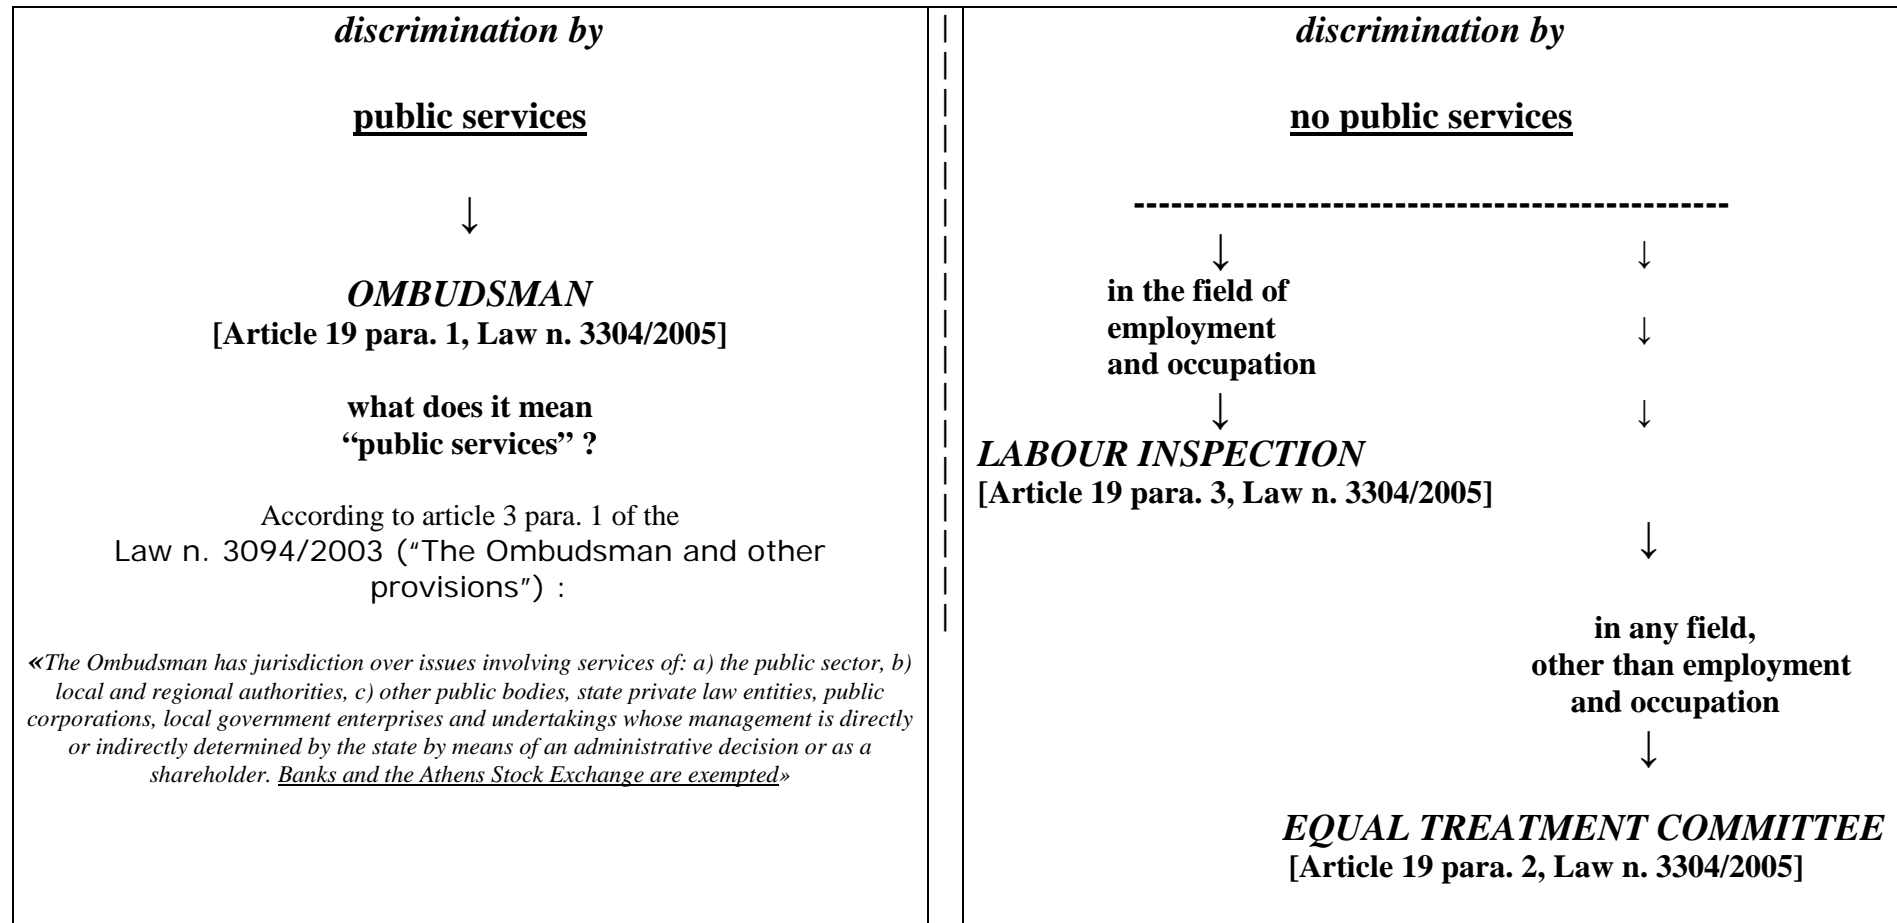 discrimination by
public services
↓
OMBUDSMAN
[Article 19 para. 1, Law n. 3304/2005]
what does it mean
“public services” ?
According to article 3 para. 1 of the
Law n. 3094/2003 (“The Ombudsman and other
provisions”) :
«The Ombudsman has jurisdiction over issues involving services of: a) the public sector, b)
local and regional authorities, c) other public bodies, state private law entities, public
corporations, local government enterprises and undertakings whose management is directly
or indirectly determined by the state by means of an administrative decision or as a
shareholder. Banks and the Athens Stock Exchange are exempted»
discrimination by
no public services
------------------------------------------------
↓
in the field of
employment
and occupation
↓
LABOUR INSPECTION
[Article 19 para. 3, Law n. 3304/2005]
↓
↓
↓
↓
in any field,
other than employment
and occupation
↓
EQUAL TREATMENT COMMITTEE
[Article 19 para. 2, Law n. 3304/2005]